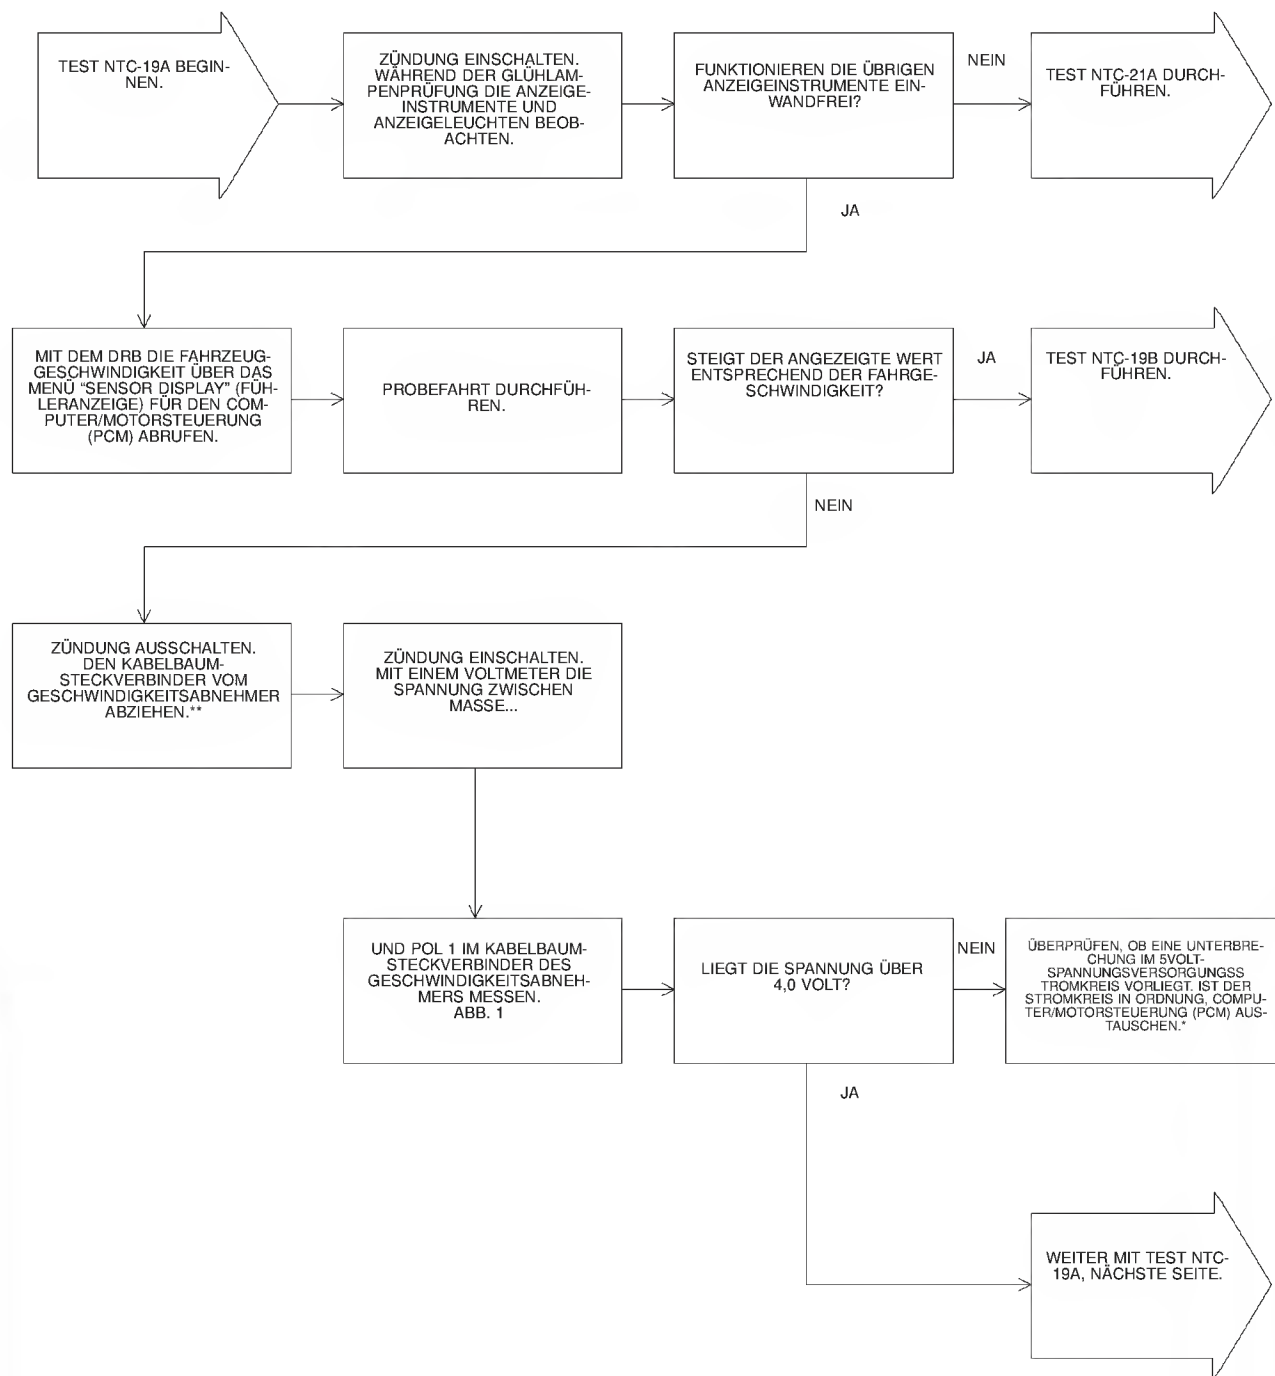 TEST NTC-19A BEGIN-
NEN.
ZÜNDUNG EINSCHALTEN.
WÄHREND DER GLÜHLAM-
PENPRÜFUNG DIE ANZEIGE-
INSTRUMENTE UND
ANZEIGELEUCHTEN BEOB-
ACHTEN.
FUNKTIONIEREN DIE ÜBRIGEN
ANZEIGEINSTRUMENTE EIN-
WANDFREI?
NEIN
TEST NTC-21A DURCH-
FÜHREN.
JA
MIT DEM DRB DIE FAHRZEUG-
GESCHWINDIGKEIT ÜBER DAS
MENÜ “SENSOR DISPLAY” (FÜH-
LERANZEIGE) FÜR DEN COM-
PUTER/MOTORSTEUERUNG
(PCM) ABRUFEN.
PROBEFAHRT DURCHFÜH-
REN.
STEIGT DER ANGEZEIGTE WERT
ENTSPRECHEND DER FAHRGE-
SCHWINDIGKEIT?
JA
TEST NTC-19B DURCH-
FÜHREN.
NEIN
ZÜNDUNG AUSSCHALTEN.
DEN KABELBAUM-
STECKVERBINDER VOM
GESCHWINDIGKEITSABNEHMER
ABZIEHEN.**
ZÜNDUNG EINSCHALTEN.
MIT EINEM VOLTMETER DIE
SPANNUNG ZWISCHEN
MASSE...
UND POL 1 IM KABELBAUM-
STECKVERBINDER DES
GESCHWINDIGKEITSABNEH-
MERS MESSEN.
ABB. 1
LIEGT DIE SPANNUNG ÜBER
4,0 VOLT?
NEIN
ÜBERPRÜFEN, OB EINE UNTERBRE-
CHUNG IM 5VOLT-
SPANNUNGSVERSORGUNGSS
TROMKREIS VORLIEGT. IST DER
STROMKREIS IN ORDNUNG, COMPU-
TER/MOTORSTEUERUNG (PCM) AUS-
TAUSCHEN.*
JA
WEITER MIT TEST NTC-
19A, NÄCHSTE SEITE.